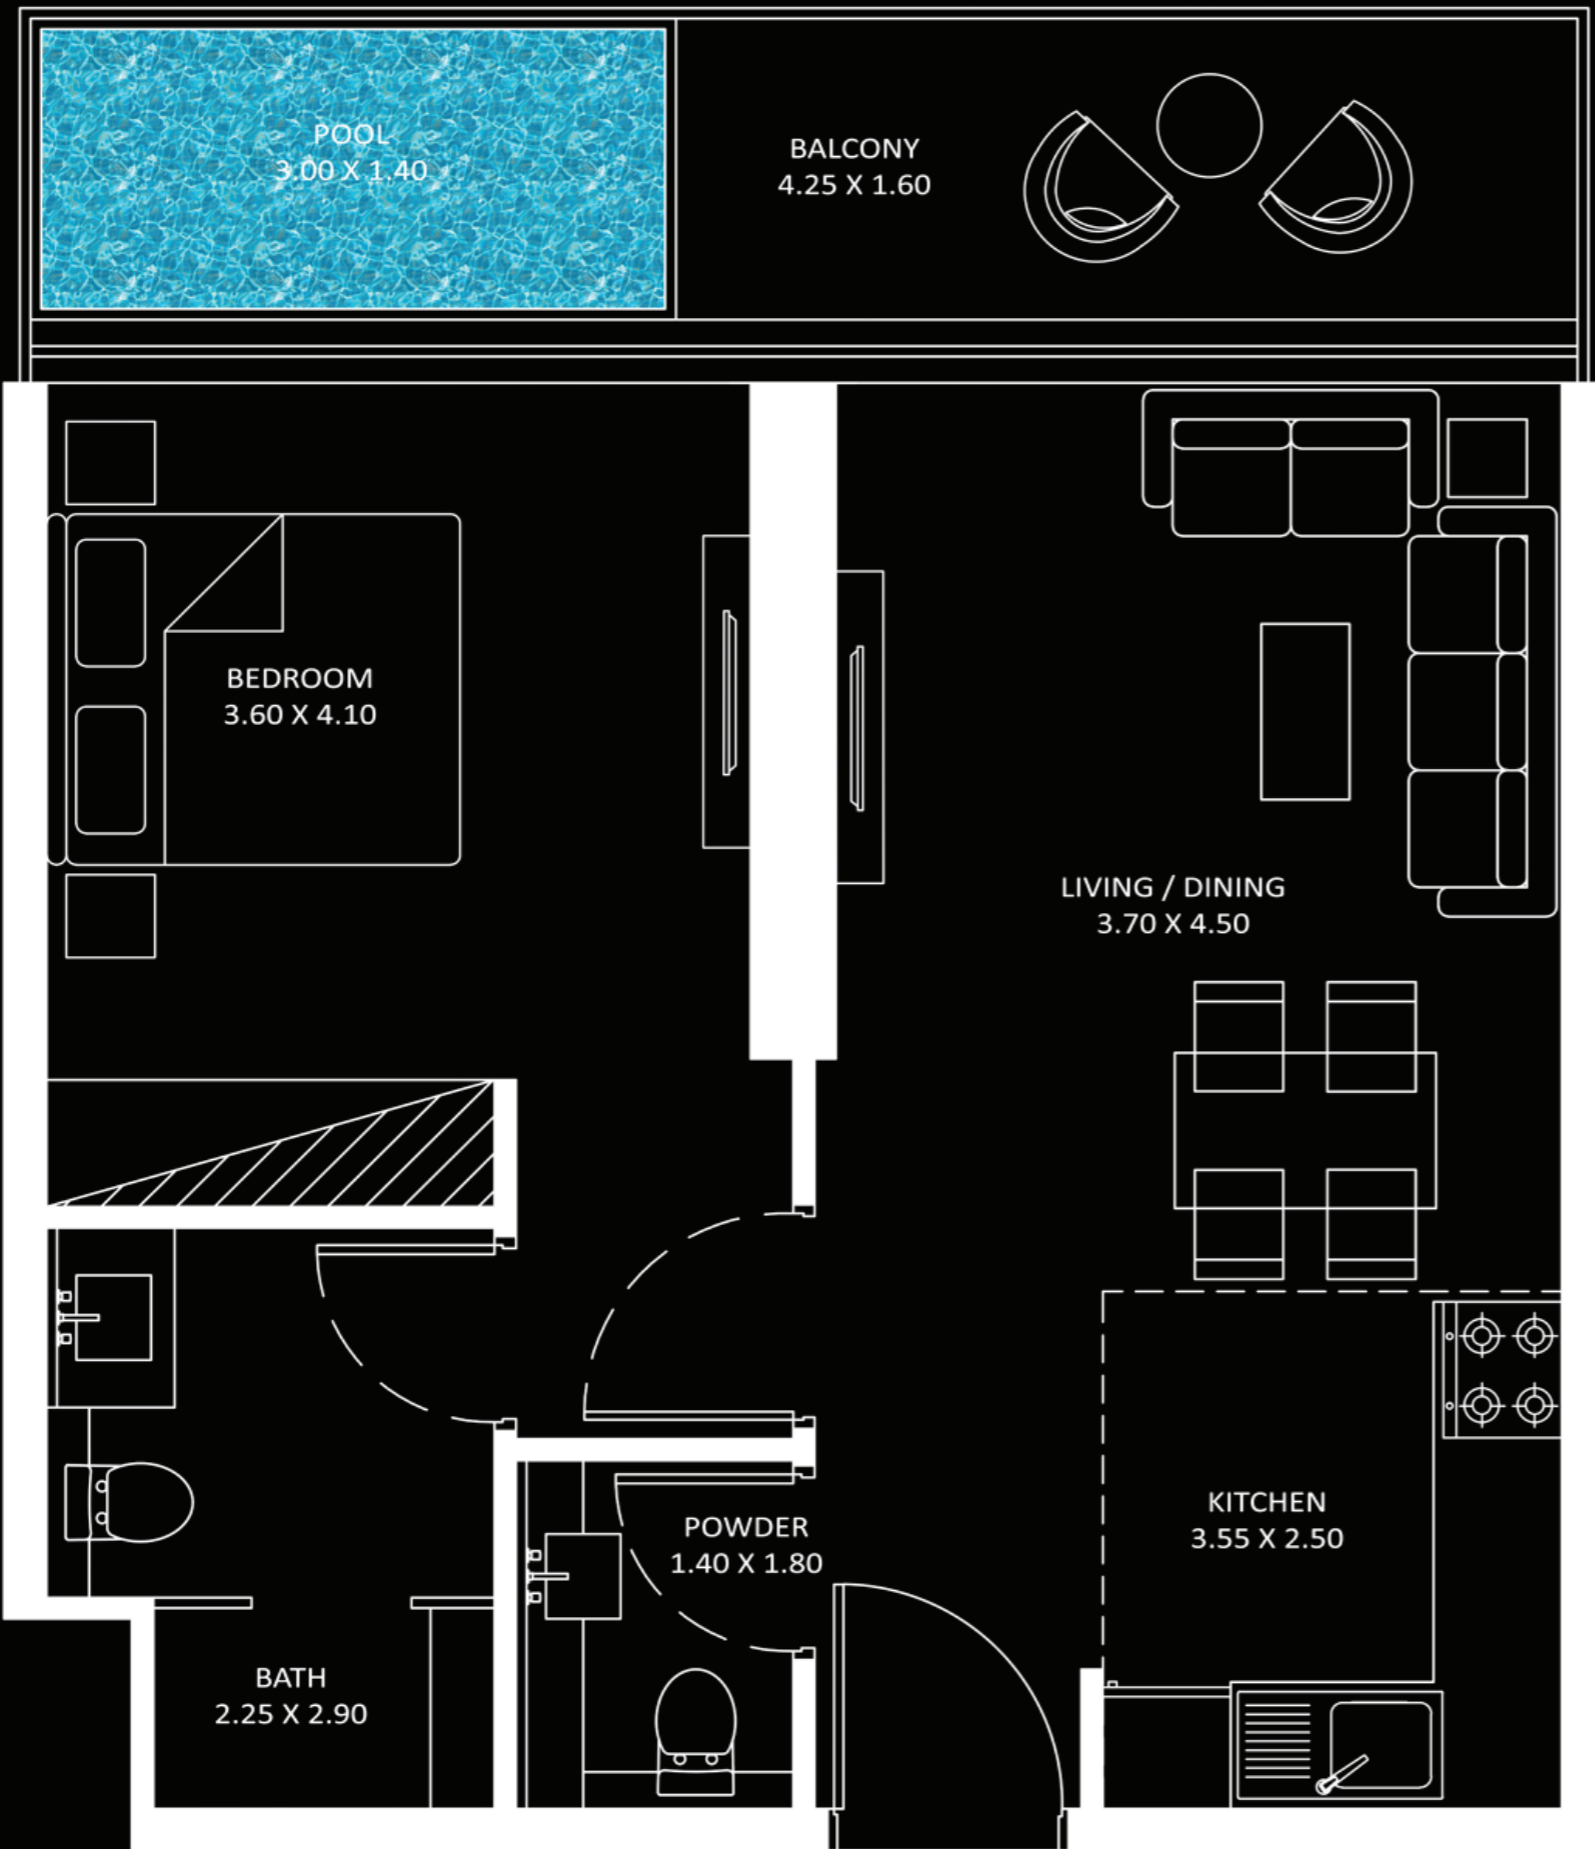 POOL
3.00 X 1.40
BALCONY
4.25 X 1.60
BEDROOM
3.60 X 4.10
LIVING / DINING
3.70 X 4.50
KITCHEN
3.55 X 2.50
POWDER
1.40 X 1.80
BATH
2.25 X 2.90